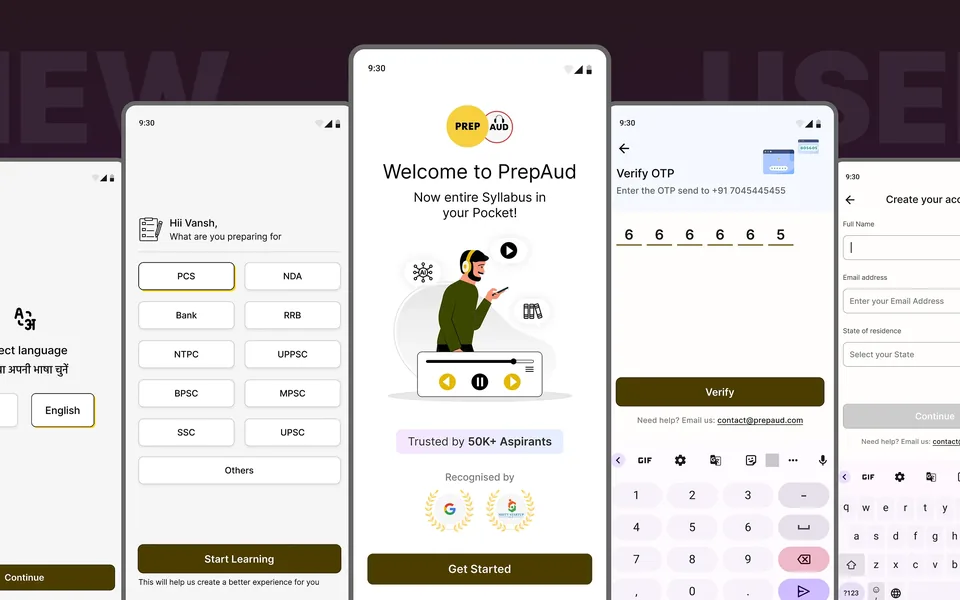 NEW
USE
ect language
ा अपनी भाषा चुनें
English
Continue
9:30
Hii Vansh,
What are you preparing for
PCS
NDA
Bank
RRB
NTPC
UPPSC
BPSC
MPSC
SSC
UPSC
Others
Start Learning
This will help us create a better experience for you
9:30
PREP
AUD
Welcome to PrepAud
Now entire Syllabus in
your Pocket!
AI
Trusted by 50K+ Aspirants
Recognised by
G
Get Started
9:30
Verify OTP
Enter the OTP send to +91 7045445455
6 6 6 6 6 5
Verify
Need help? Email us: contact@prepaud.com
GIF
1 2 3 -
4 5 6
7 8 9
, 0 .
9:30
Create your acc
Full Name
Email address
Enter your Email Address
State of residence
Select your State
Continue
Need help? Email us: contact@
GIF
q w e r t y
a s d f g h
z x c v b
?123